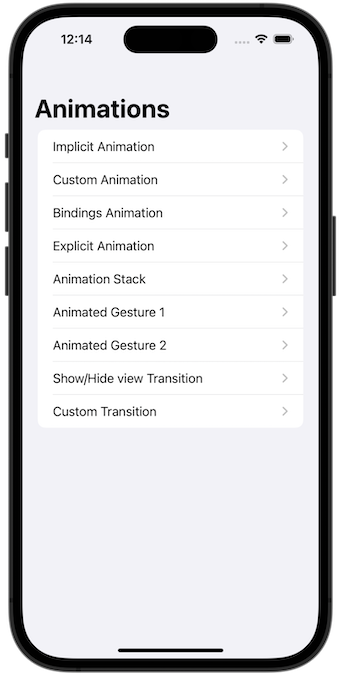 12:14
Animations
Implicit Animation
Custom Animation
Bindings Animation
Explicit Animation
Animation Stack
Animated Gesture 1
Animated Gesture 2
Show/Hide view Transition
Custom Transition